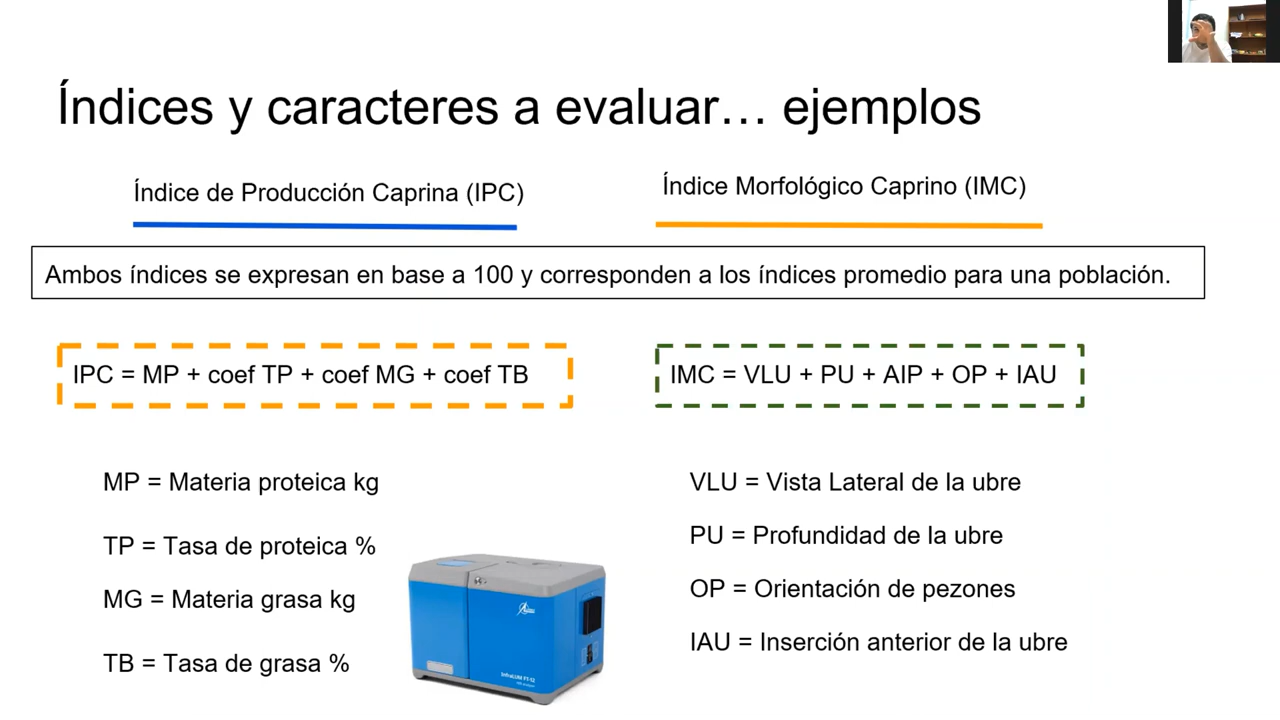 Índices y caracteres a evaluar… ejemplos
Índice de Producción Caprina (IPC)
Índice Morfológico Caprino (IMC)
Ambos índices se expresan en base a 100 y corresponden a los índices promedio para una población.
IPC = MP + coef TP + coef MG + coef TB
IMC = VLU + PU + AIP + OP + IAU
MP = Materia proteica kg
TP = Tasa de proteica %
MG = Materia grasa kg
TB = Tasa de grasa %
VLU = Vista Lateral de la ubre
PU = Profundidad de la ubre
OP = Orientación de pezones
IAU = Inserción anterior de la ubre
InfraLUM FT-12